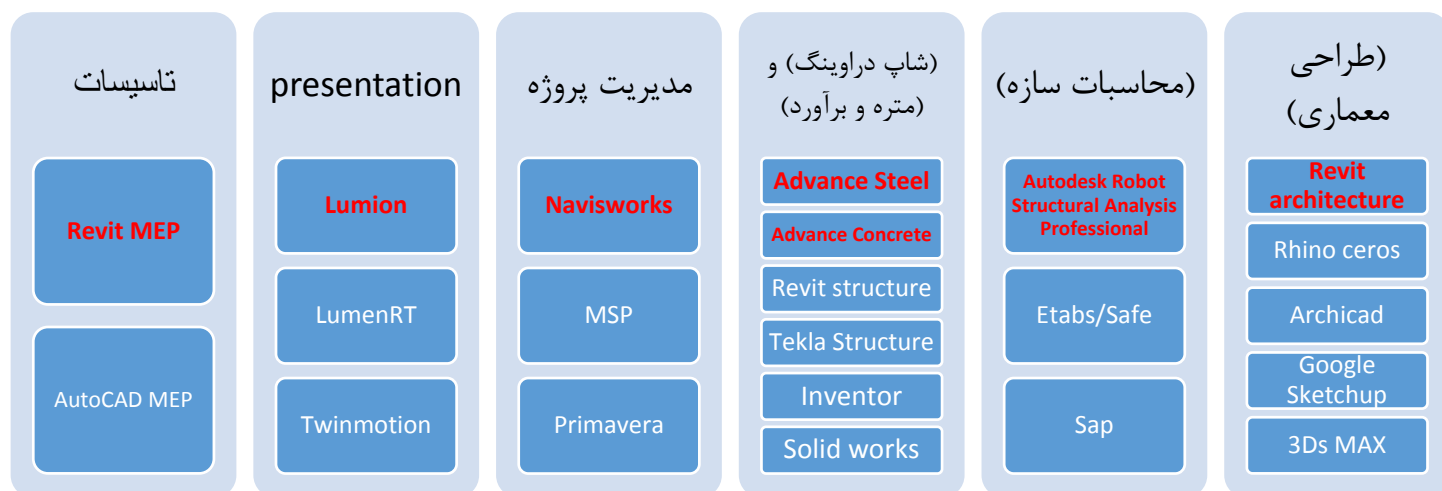 تاسیسات
Revit MEP
AutoCAD MEP
presentation
Lumion
LumenRT
Twinmotion
مدیریت پروژه
Navisworks
MSP
Primavera
(شاپ دراوینگ) و
(متره و برآورد)
Advance Steel
Advance Concrete
Revit structure
Tekla Structure
Inventor
Solid works
(محاسبات سازه)
Autodesk Robot
Structural Analysis
Professional
Etabs/Safe
Sap
(طراحی
معماری)
Revit
architecture
Rhino ceros
Archicad
Google
Sketchup
3Ds MAX